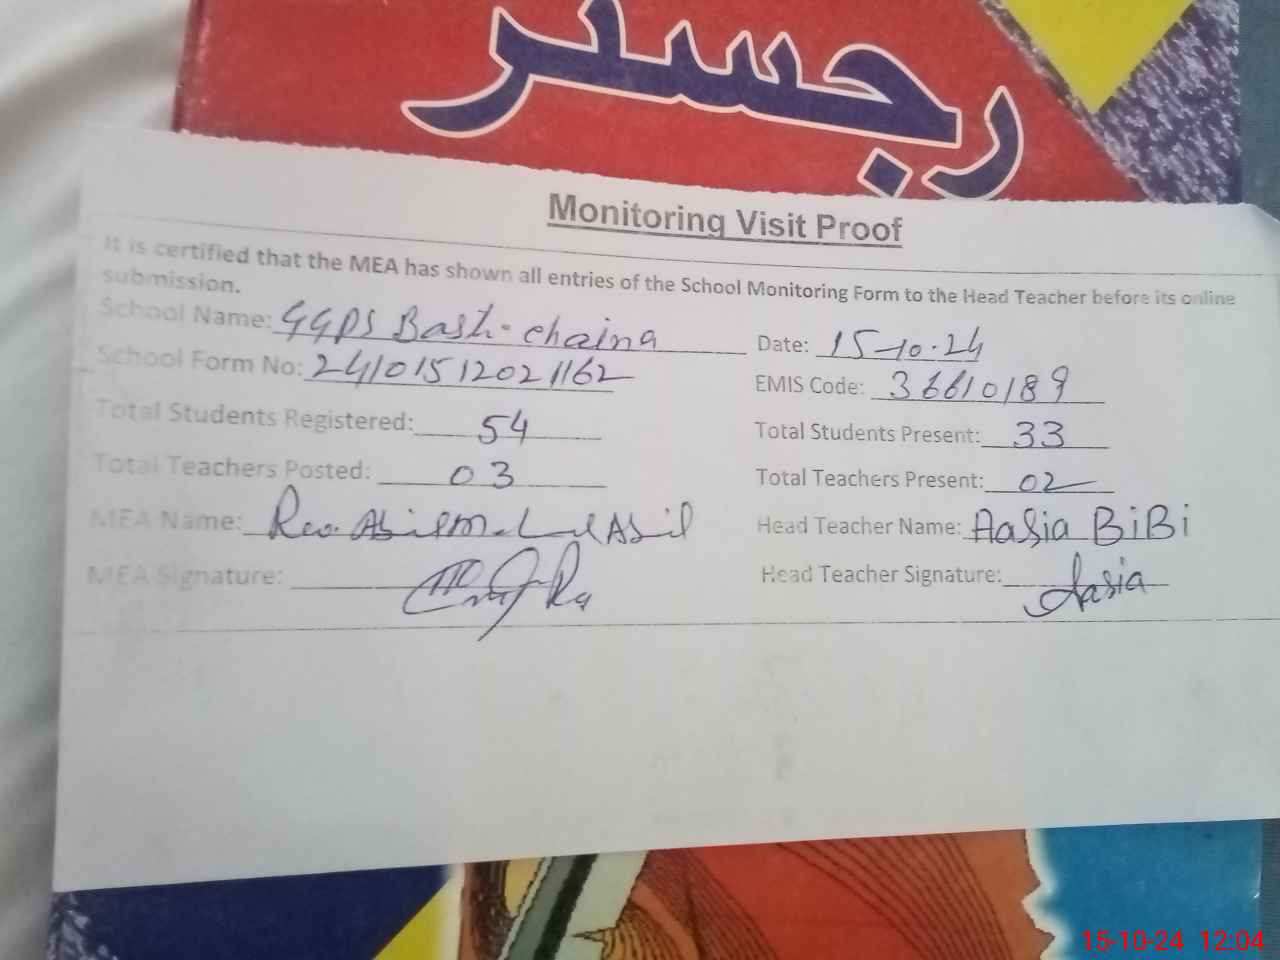 رجسٹر
Monitoring Visit Proof
It is certified that the MEA has shown all entries of the School Monitoring Form to the Head Teacher before its online
submission.
School Name: GGPS Basti-chaina Date: 15-10-24
School Form No: 24101512021162 EMIS Code: 36610189
Total Students Registered: 54 Total Students Present: 33
Total Teachers Posted: 03 Total Teachers Present: 02
MEA Name: Head Teacher Name: Aasia BiBi
MEA Signature: Head Teacher Signature: Aasia
15-10-24 12:04